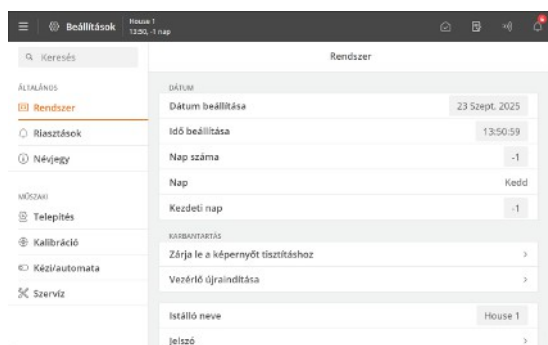 Beállítások
House 1
13:50, -1 nap
Keresés
Rendszer
ÁLTALÁNOS
Rendszer
Riasztások
Névjegy
MŰSZAKI
Telepítés
Kalibráció
Kézi/automata
Szervíz
DÁTUM
Dátum beállítása 23 Szept. 2025
Idő beállítása 13:50:59
Nap száma -1
Nap Kedd
Kezdeti nap -1
KARBANTARTÁS
Zárja le a képernyőt tisztításhoz
Vezérlő újraindítása
Istálló neve House 1
Jelszó